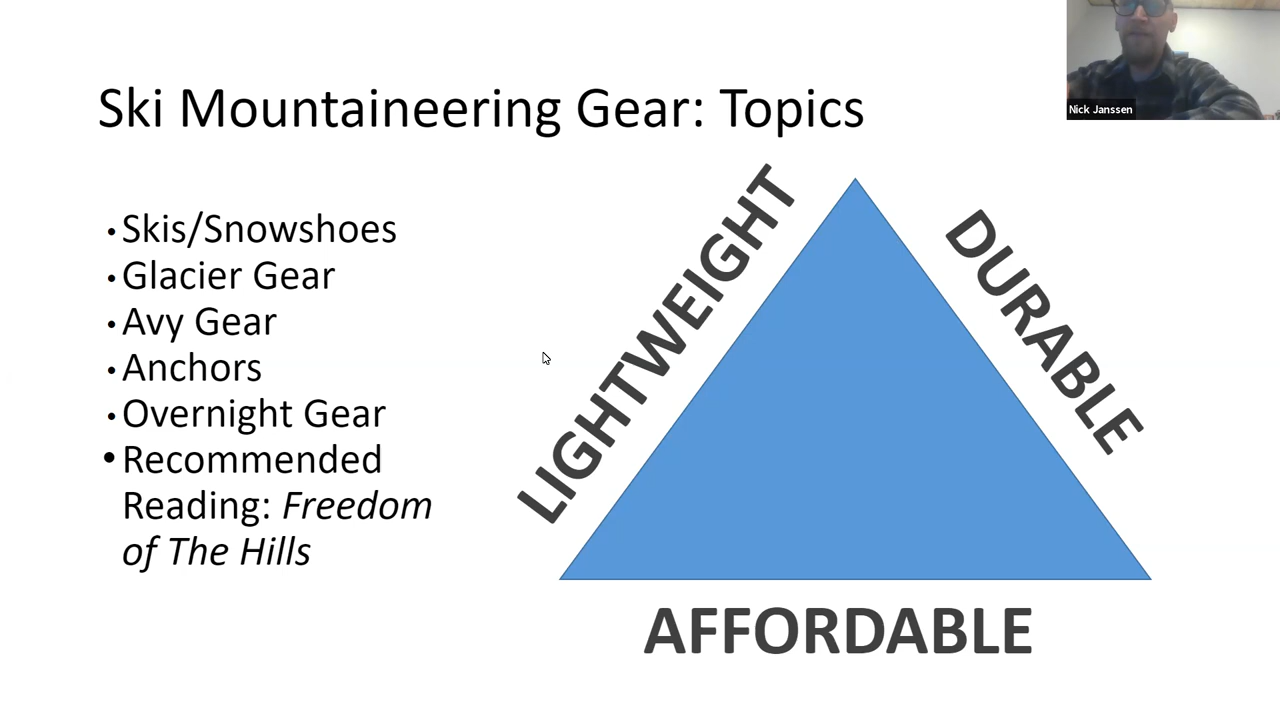 Ski Mountaineering Gear: Topics
Nick Janssen
• Skis/Snowshoes
• Glacier Gear
• Avy Gear
• Anchors
• Overnight Gear
• Recommended
Reading: Freedom
of The Hills
LIGHTWEIGHT
DURABLE
AFFORDABLE